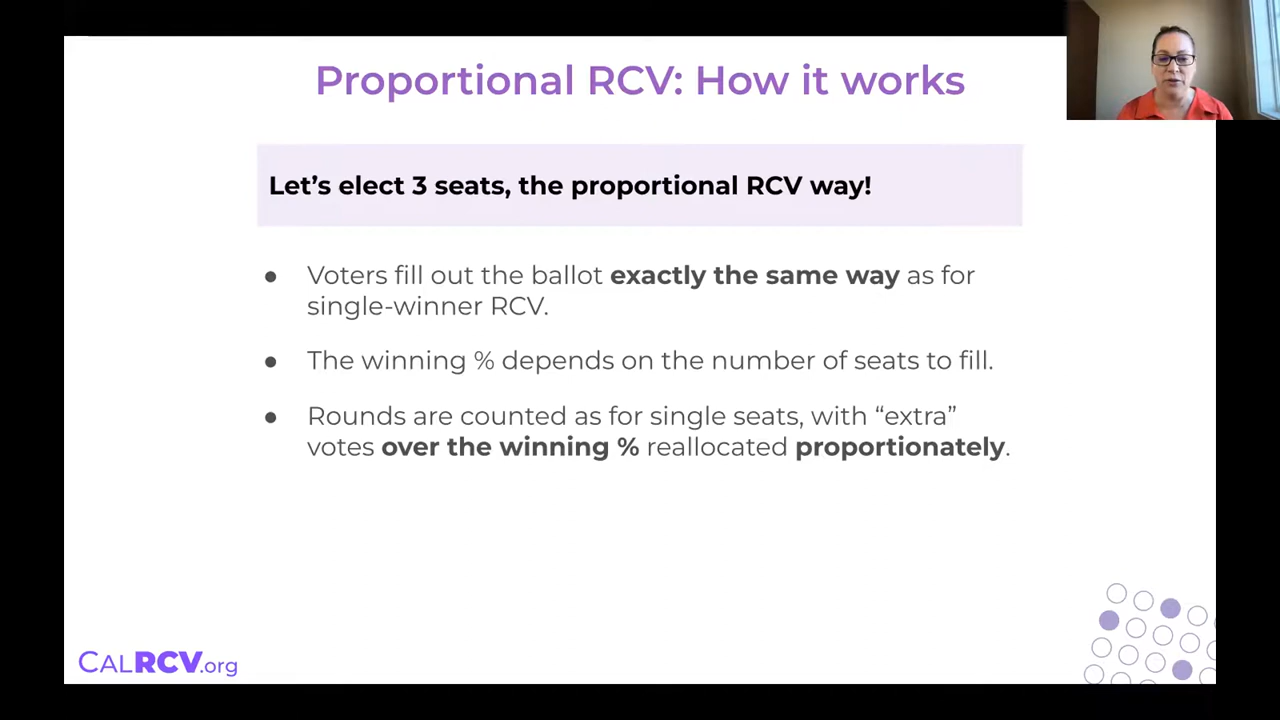 Proportional RCV: How it works
Let’s elect 3 seats, the proportional RCV way!
● Voters fill out the ballot exactly the same way as for
single-winner RCV.
● The winning % depends on the number of seats to fill.
● Rounds are counted as for single seats, with “extra”
votes over the winning % reallocated proportionately.
CALRCV.org